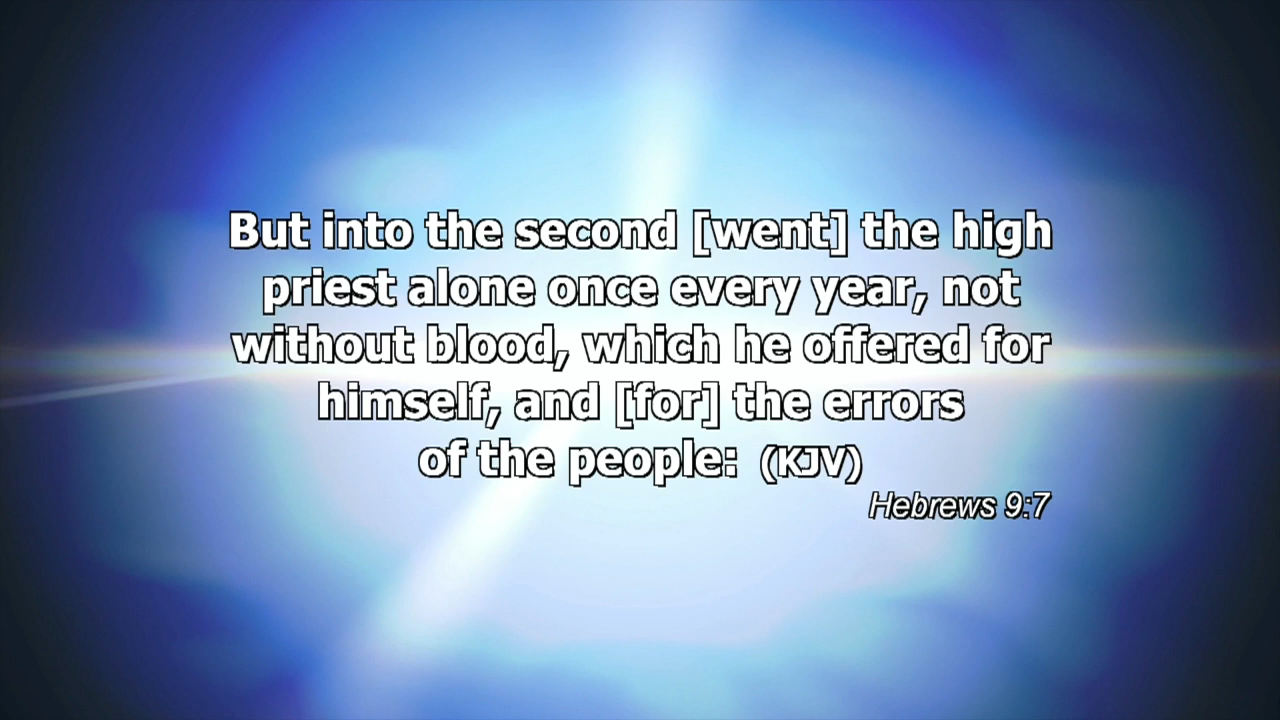 But into the second [went] the high
priest alone once every year, not
without blood, which he offered for
himself, and [for] the errors
of the people: (KJV)
Hebrews 9:7